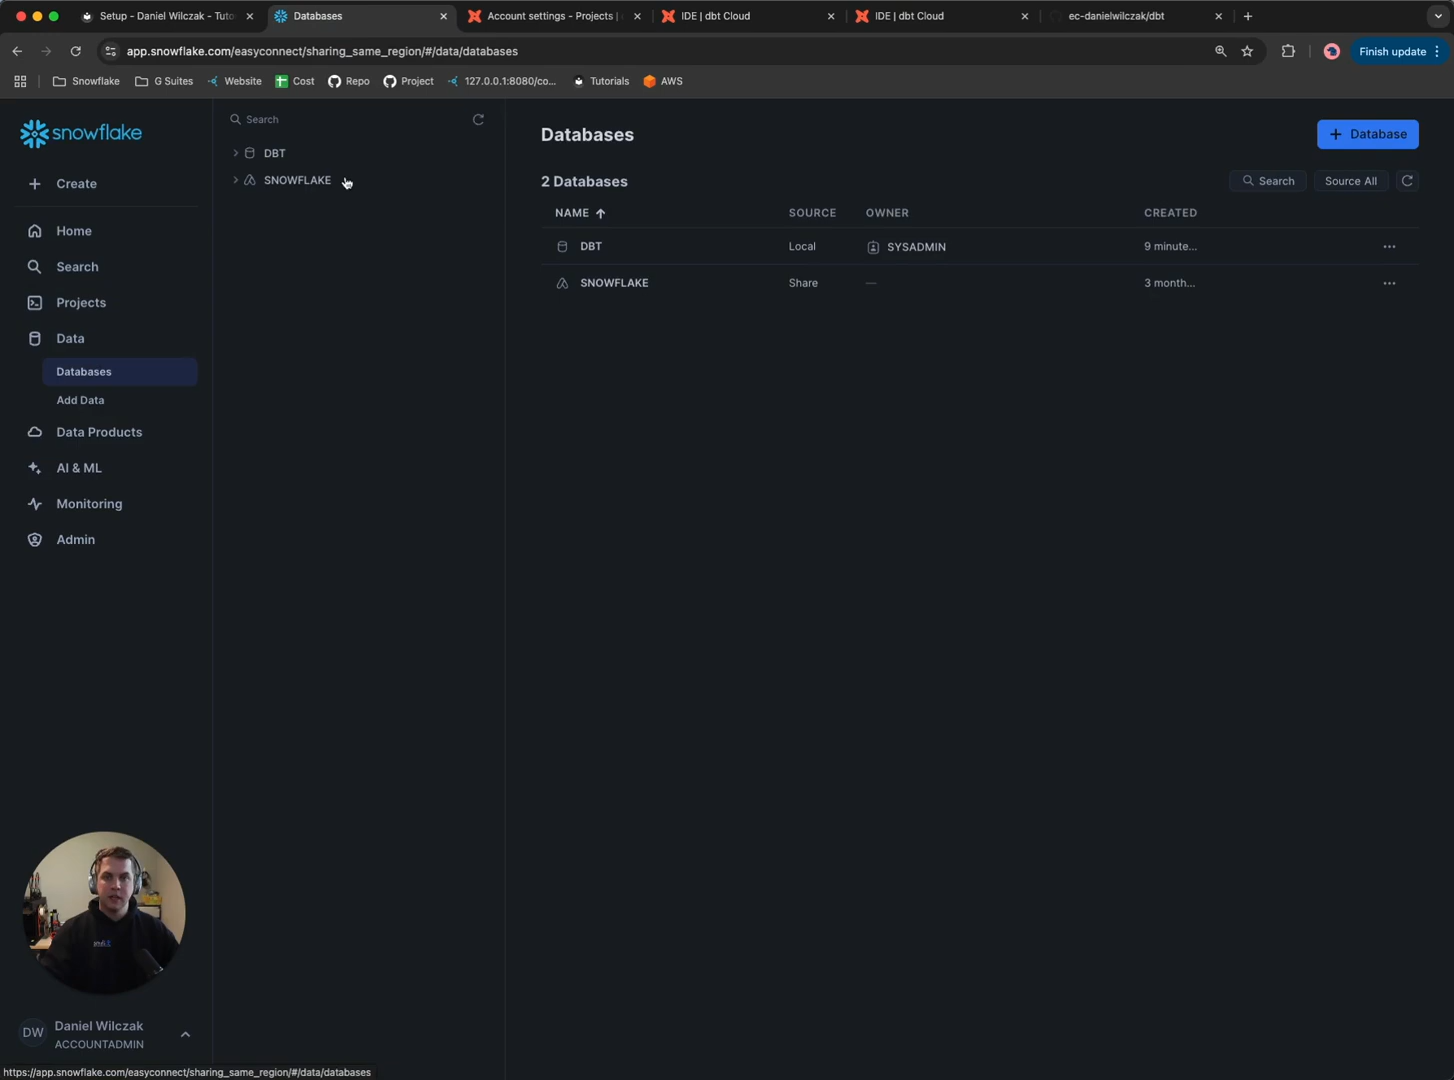 Setup - Daniel Wilczak - Tuto
Databases
Account settings - Projects |
IDE | dbt Cloud
IDE | dbt Cloud
ec-danielwilczak/dbt
app.snowflake.com/easyconnect/sharing_same_region/#/data/databases
Finish update
Snowflake
G Suites
Website
Cost
Repo
Project
127.0.0.1:8080/co...
Tutorials
AWS
snowflake
Create
Home
Search
Projects
Data
Databases
Add Data
Data Products
AI & ML
Monitoring
Admin
DW
Daniel Wilczak
ACCOUNTADMIN
Search
DBT
SNOWFLAKE
Databases
+ Database
2 Databases
Search
Source All
NAME SOURCE OWNER CREATED
DBT Local SYSADMIN 9 minute... ...
SNOWFLAKE Share — 3 month... ...
https://app.snowflake.com/easyconnect/sharing_same_region/#/data/databases